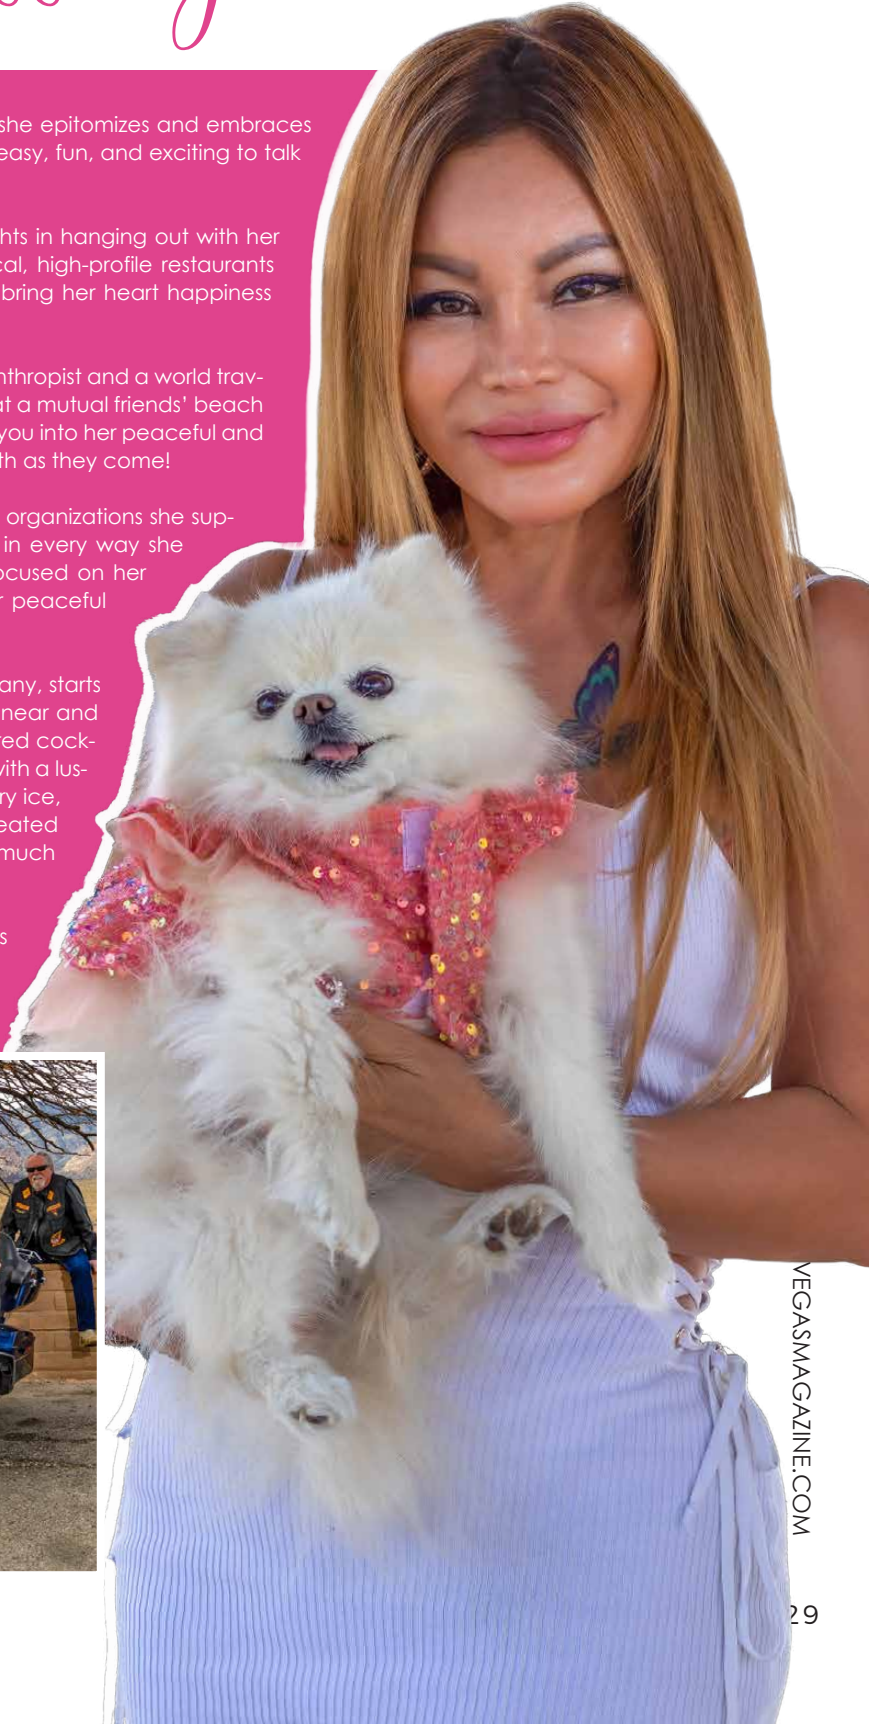 she epitomizes and embraces
easy, fun, and exciting to talk
hts in hanging out with her
cal, high-profile restaurants
bring her heart happiness
nthropist and a world trav-
at a mutual friends' beach
you into her peaceful and
th as they come!
organizations she sup-
in every way she
ocused on her
r peaceful
any, starts
near and
red cock-
with a lus-
ry ice,
eated
much
s
VEGASMAGAZINE.COM
29